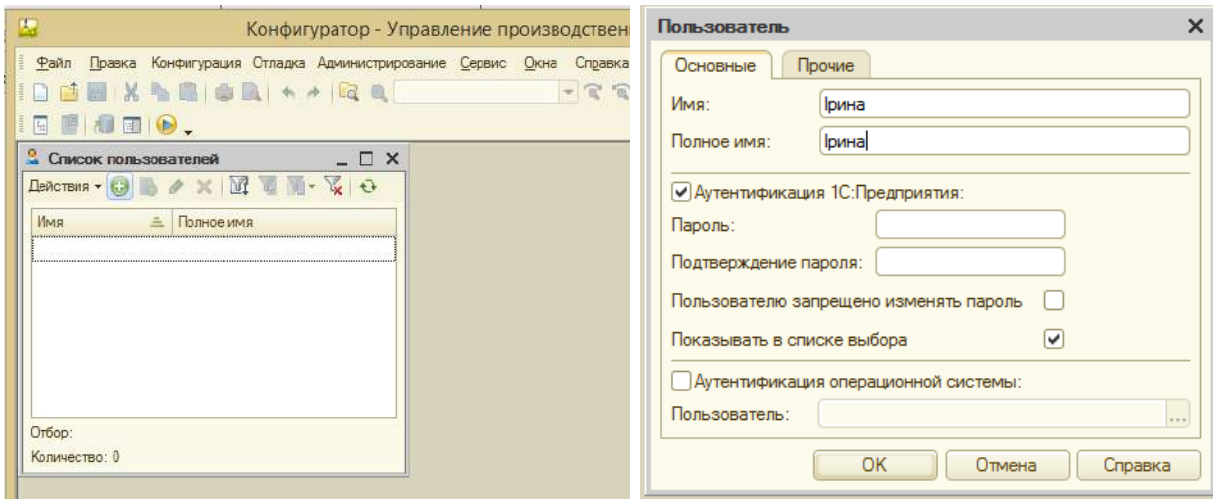 Конфигуратор - Управление производствен
Файл Правка Конфигурация Отладка Администрирование Сервис Окна Справка
Список пользователей
Действия
Имя Полное имя
Отбор:
Количество: 0
Пользователь
Основные Прочие
Имя: Ірина
Полное имя: Ірина
Аутентификация 1С:Предприятия:
Пароль:
Подтверждение пароля:
Пользователю запрещено изменять пароль
Показывать в списке выбора
Аутентификация операционной системы:
Пользователь: ...
OK Отмена Справка